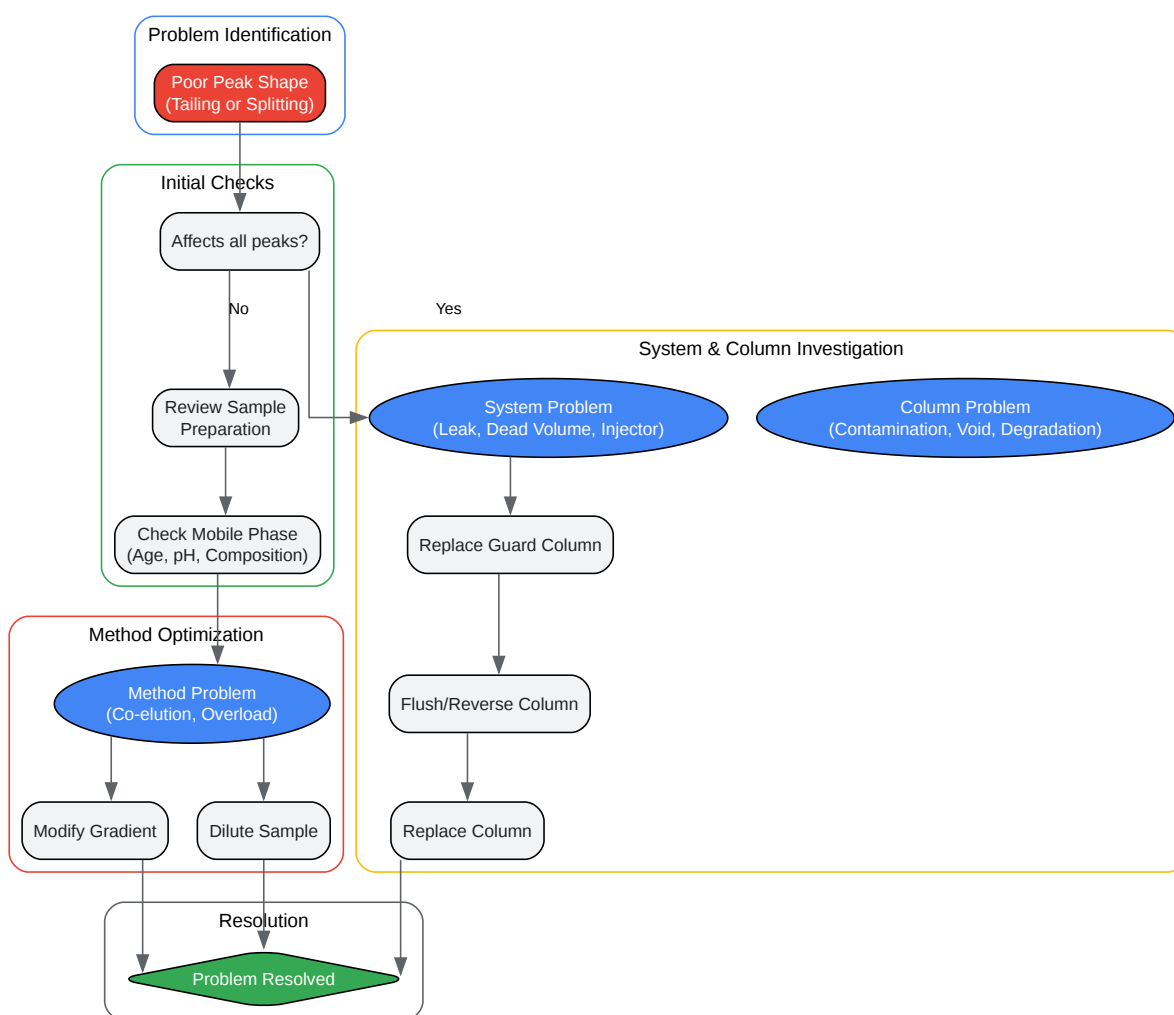 Problem Identification
Poor Peak Shape
(Tailing or Splitting)
Initial Checks
Affects all peaks?
No
Yes
System & Column Investigation
Review Sample
Preparation
System Problem
(Leak, Dead Volume, Injector)
Column Problem
(Contamination, Void, Degradation)
Check Mobile Phase
(Age, pH, Composition)
Replace Guard Column
Method Optimization
Method Problem
(Co-elution, Overload)
Flush/Reverse Column
Modify Gradient
Dilute Sample
Replace Column
Resolution
Problem Resolved